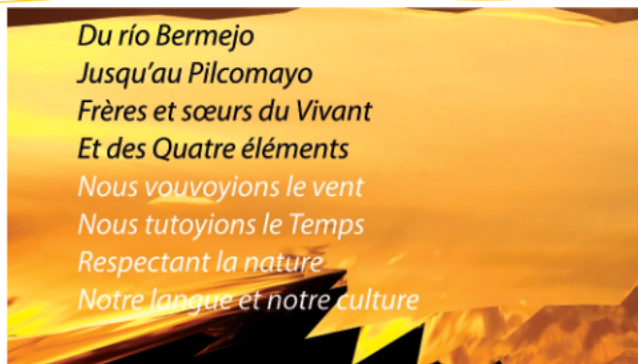 Du río Bermejo
Jusqu’au Pilcomayo
Frères et sœurs du Vivant
Et des Quatre éléments
Nous vouvoyions le vent
Nous tutoyions le Temps
Respectant la nature
Notre langue et notre culture